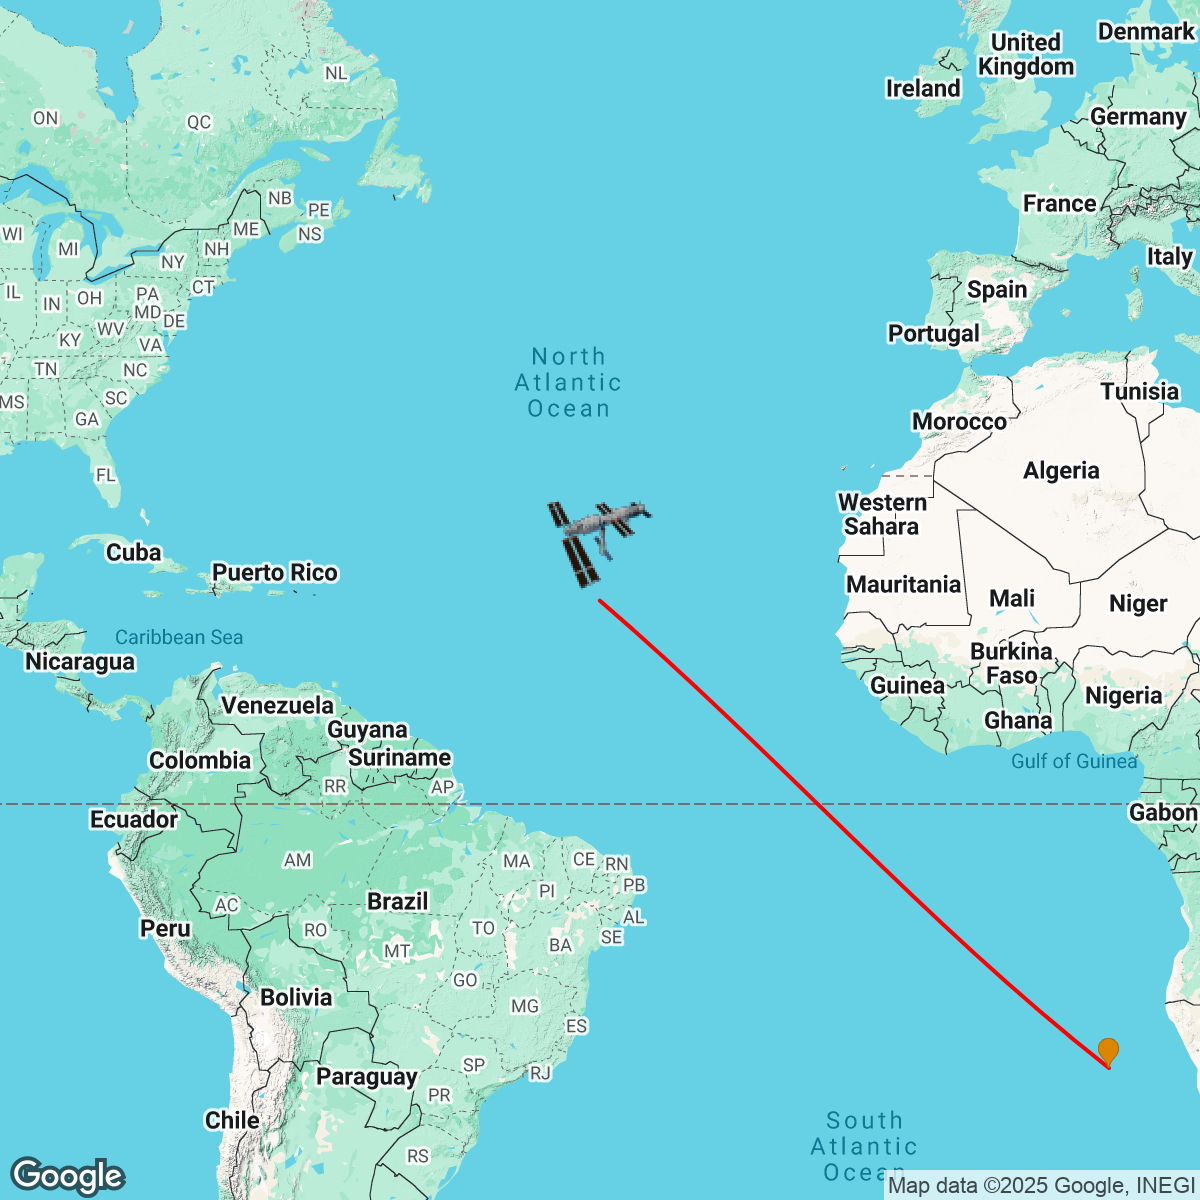 Denmark
United
Kingdom
Ireland
NL
ON
QC
Germany
NB
PE
France
ME
NS
WI
MI
NH
NY
Italy
CT
IL
IN
OH
PA
Spain
MD
DE
WV
KY
VA
Portugal
North
Atlantic
Ocean
TN
NC
MS
SC
GA
Tunisia
Morocco
FL
Algeria
Western
Sahara
Cuba
Puerto Rico
Mauritania
Mali
Niger
Caribbean Sea
Nicaragua
Burkina
Faso
Guinea
Nigeria
Venezuela
Guyana
Ghana
Colombia
Suriname
Gulf of Guinea
RR
AP
Ecuador
Gabon
AM
MA
CE
RN
PI
PB
AC
Brazil
AL
Peru
RO
TO
SE
MT
BA
GO
Bolivia
MG
ES
SP
RJ
Paraguay
PR
Chile
South
Atlantic
Ocean
RS
Google
Map data ©2025 Google, INEGI